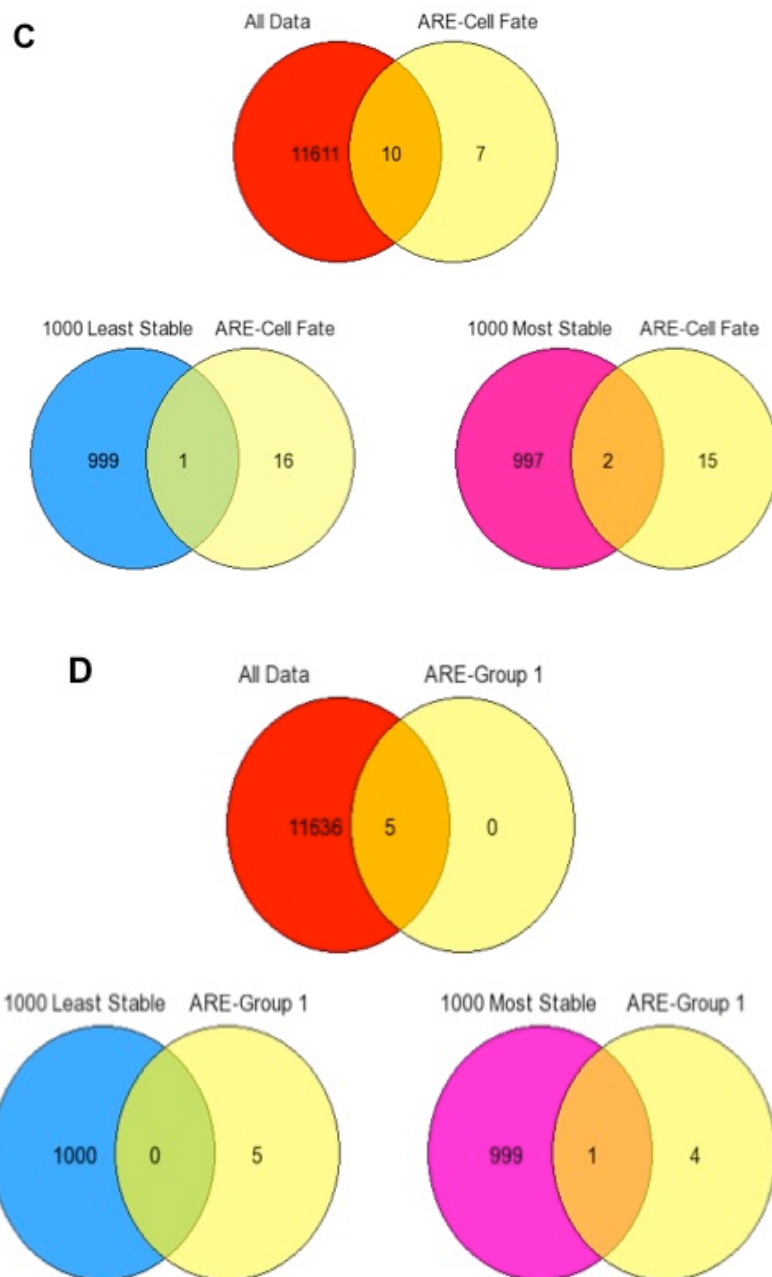 C
All Data ARE-Cell Fate
11611 10 7
1000 Least Stable ARE-Cell Fate 1000 Most Stable ARE-Cell Fate
999 1 16 997 2 15
D
All Data ARE-Group 1
11636 5 0
1000 Least Stable ARE-Group 1 1000 Most Stable ARE-Group 1
1000 0 5 999 1 4